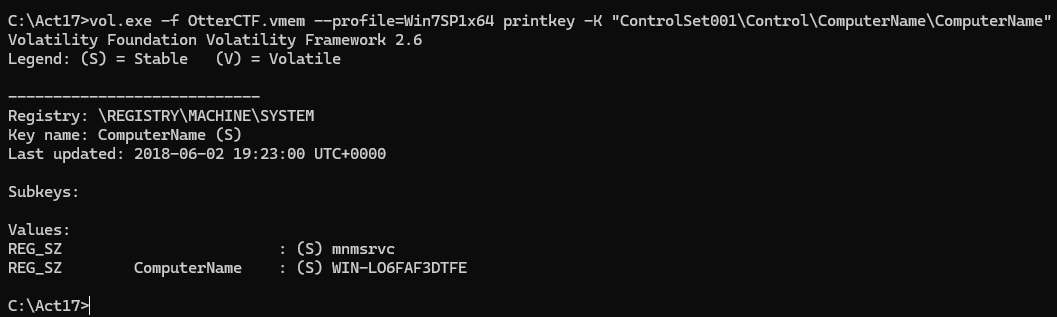 C:\Act17>vol.exe -f OtterCTF.vmem --profile=Win7SP1x64 printkey -K "ControlSet001\Control\ComputerName\ComputerName"
Volatility Foundation Volatility Framework 2.6
Legend: (S) = Stable   (V) = Volatile
----------------------------
Registry: \REGISTRY\MACHINE\SYSTEM
Key name: ComputerName (S)
Last updated: 2018-06-02 19:23:00 UTC+0000
Subkeys:
Values:
REG_SZ                        : (S) mnmsrvc
REG_SZ        ComputerName    : (S) WIN-LO6FAF3DTFE
C:\Act17>